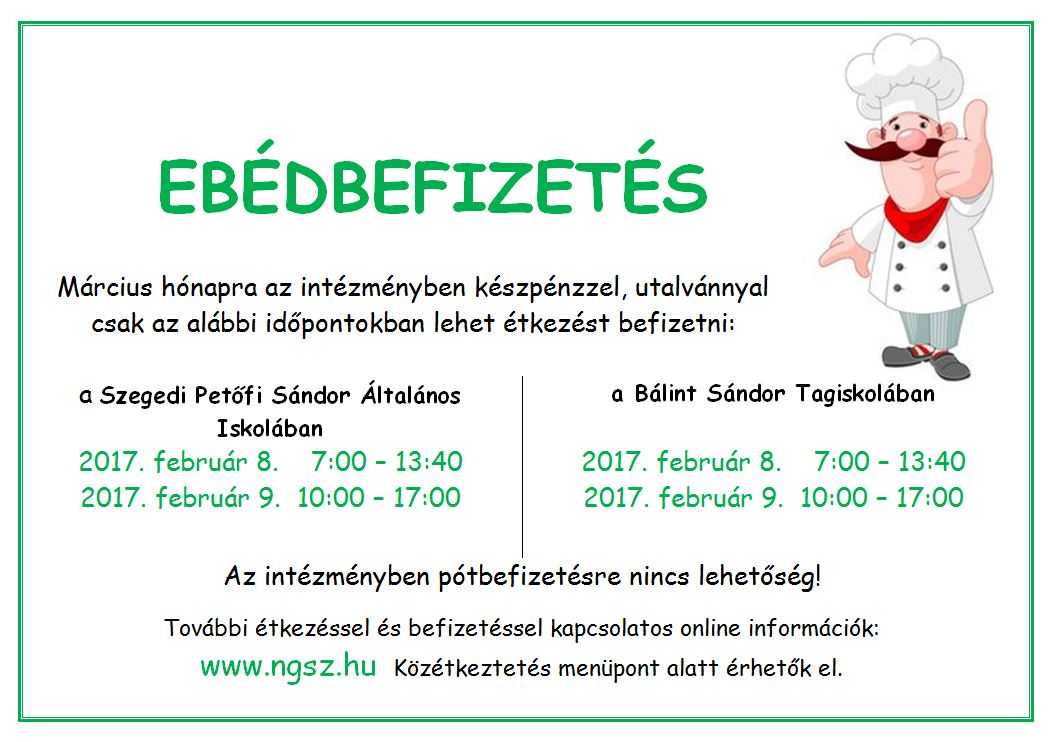 EBÉDBEFIZETÉS
Március hónapra az intézményben készpénzzel, utalvánnyal
csak az alábbi időpontokban lehet étkezést befizetni:
a Szegedi Petőfi Sándor Általános
Iskolában
2017. február 8. 7:00 – 13:40
2017. február 9. 10:00 – 17:00
a Bálint Sándor Tagiskolában
2017. február 8. 7:00 – 13:40
2017. február 9. 10:00 – 17:00
Az intézményben pótbefizetésre nincs lehetőség!
További étkezéssel és befizetéssel kapcsolatos online információk:
www.ngsz.hu Közétkeztetés menüpont alatt érhetők el.